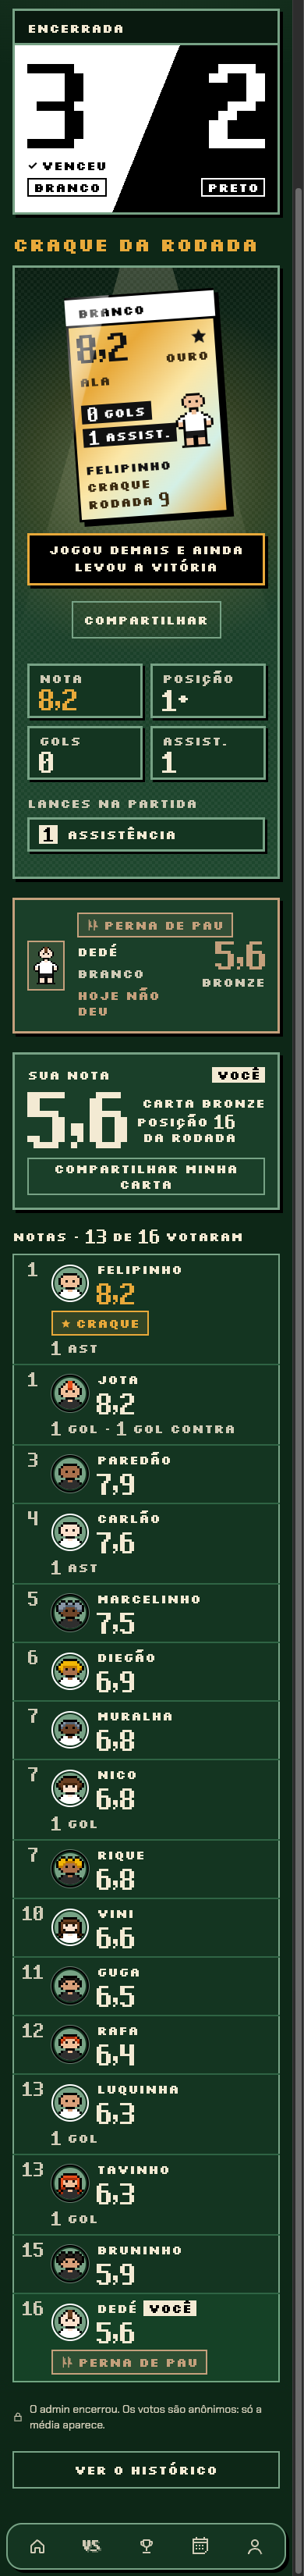 ENCERRADA
3 2
✓ VENCEU
BRANCO PRETO
CRAQUE DA RODADA
BRANCO
8,2 ★
OURO
ALA
0 GOLS
1 ASSIST.
FELIPINHO
CRAQUE
RODADA 9
JOGOU DEMAIS E AINDA
LEVOU A VITÓRIA
COMPARTILHAR
NOTA POSIÇÃO
8,2 1º
GOLS ASSIST.
0 1
LANCES NA PARTIDA
1 ASSISTÊNCIA
PERNA DE PAU
DEDÉ 5,6
BRANCO BRONZE
HOJE NÃO
DEU
SUA NOTA VOCÊ
5,6 CARTA BRONZE
POSIÇÃO 16
DA RODADA
COMPARTILHAR MINHA
CARTA
NOTAS · 13 DE 16 VOTARAM
1 FELIPINHO
8,2
★ CRAQUE
1 AST
1 JOTA
8,2
1 GOL · 1 GOL CONTRA
3 PAREDÃO
7,9
4 CARLÃO
7,6
1 AST
5 MARCELINHO
7,5
6 DIEGÃO
6,9
7 MURALHA
6,8
7 NICO
6,8
1 GOL
7 RIQUE
6,8
10 VINI
6,6
11 GUGA
6,5
12 RAFA
6,4
13 LUQUINHA
6,3
1 GOL
13 TAVINHO
6,3
1 GOL
15 BRUNINHO
5,9
16 DEDÉ VOCÊ
5,6
PERNA DE PAU
O admin encerrou. Os votos são anônimos: só a
média aparece.
VER O HISTÓRICO
VS